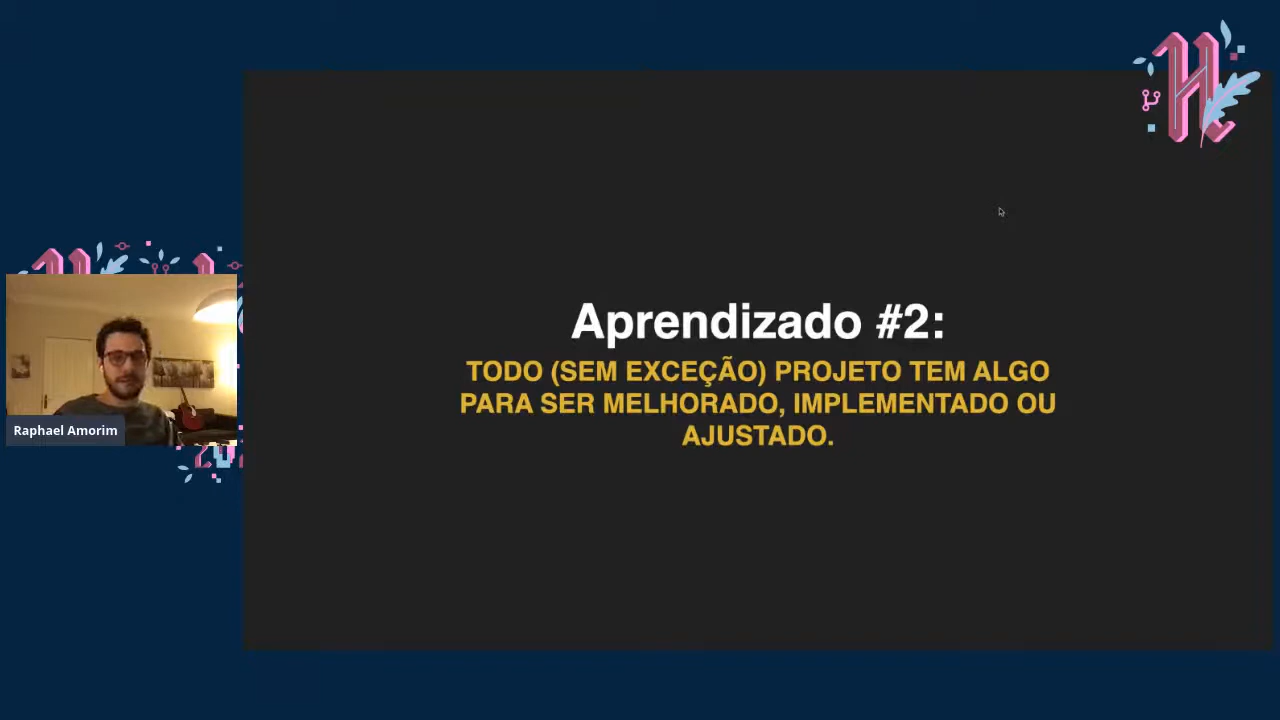 Aprendizado #2:
TODO (SEM EXCEÇÃO) PROJETO TEM ALGO
PARA SER MELHORADO, IMPLEMENTADO OU
AJUSTADO.
Raphael Amorim